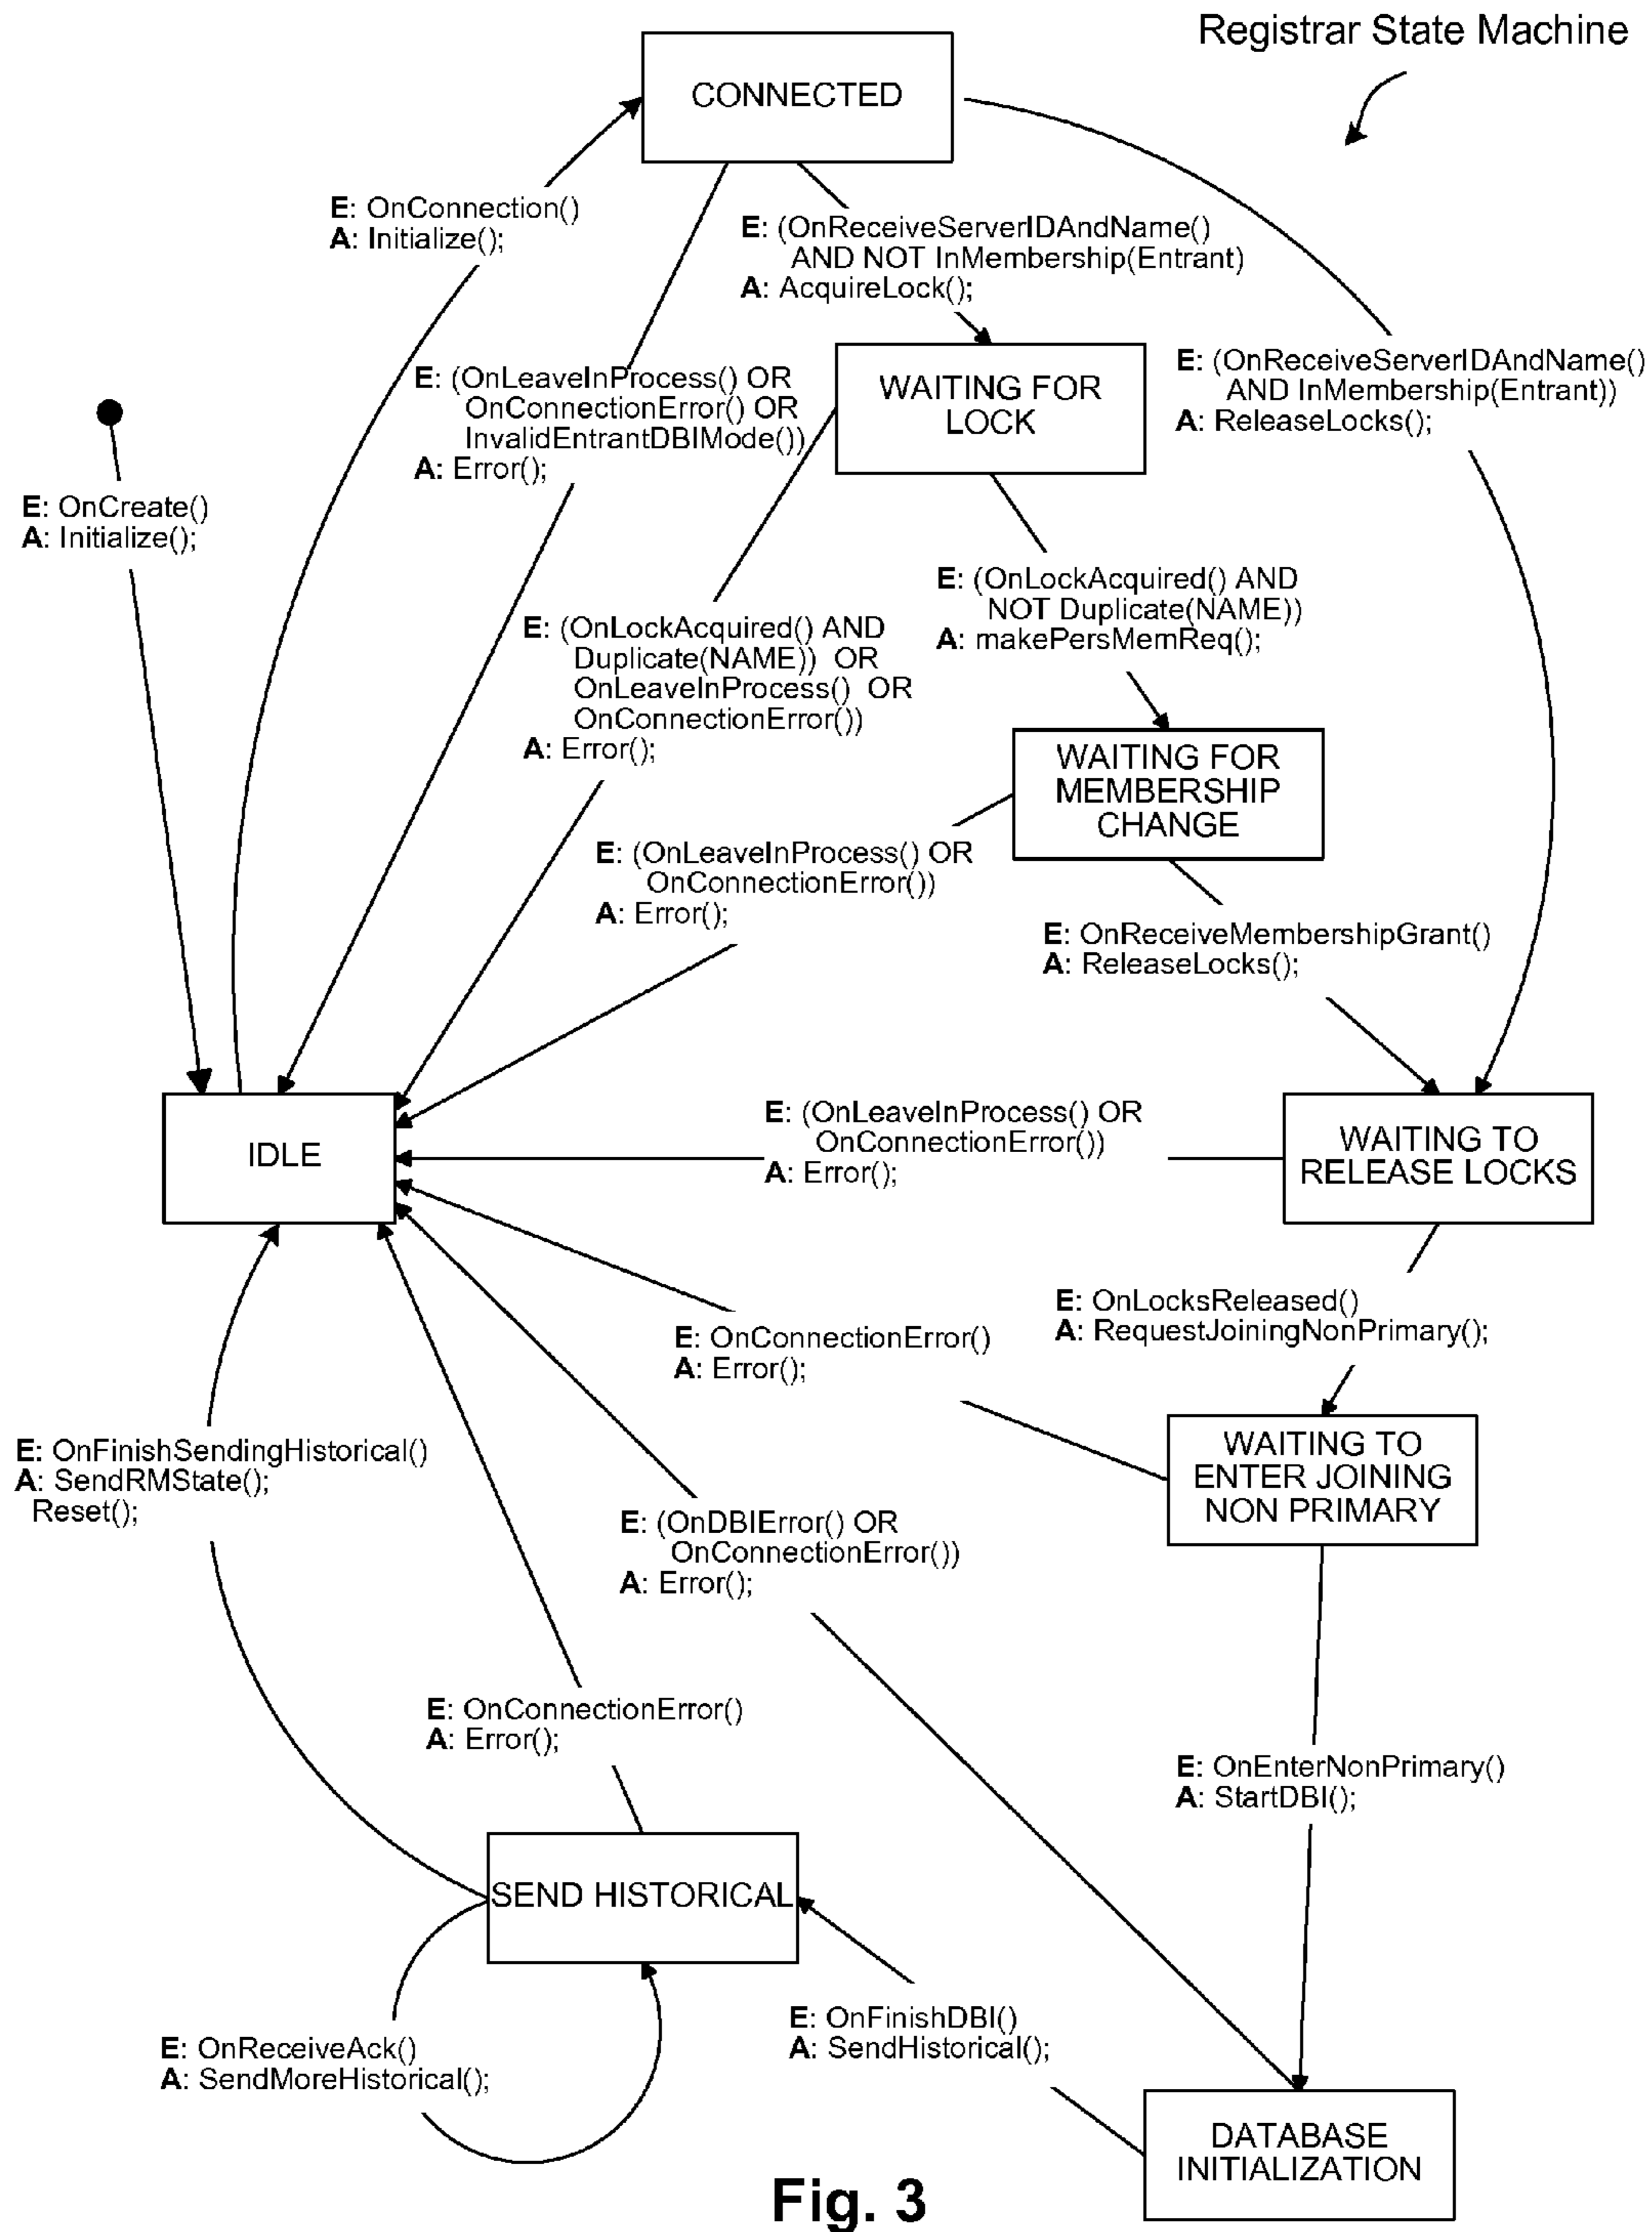 Registrar State Machine
CONNECTED
E: OnConnection()
A: Initialize();
E: (OnReceiveServerIDAndName()
AND NOT InMembership(Entrant)
A: AcquireLock();
E: (OnReceiveServerIDAndName()
AND InMembership(Entrant))
A: ReleaseLocks();
E: (OnLeaveInProcess() OR
OnConnectionError() OR
InvalidEntrantDBIMode())
A: Error();
WAITING FOR
LOCK
E: OnCreate()
A: Initialize();
E: (OnLockAcquired() AND
NOT Duplicate(NAME))
A: makePersMemReq();
E: (OnLockAcquired() AND
Duplicate(NAME)) OR
OnLeaveInProcess() OR
OnConnectionError())
A: Error();
WAITING FOR
MEMBERSHIP
CHANGE
E: (OnLeaveInProcess() OR
OnConnectionError())
A: Error();
E: OnReceiveMembershipGrant()
A: ReleaseLocks();
IDLE
E: (OnLeaveInProcess() OR
OnConnectionError())
A: Error();
WAITING TO
RELEASE LOCKS
E: OnLocksReleased()
A: RequestJoiningNonPrimary();
E: OnConnectionError()
A: Error();
WAITING TO
ENTER JOINING
NON PRIMARY
E: OnFinishSendingHistorical()
A: SendRMState();
Reset();
E: (OnDBIError() OR
OnConnectionError())
A: Error();
E: OnConnectionError()
A: Error();
E: OnEnterNonPrimary()
A: StartDBI();
SEND HISTORICAL
E: OnFinishDBI()
A: SendHistorical();
E: OnReceiveAck()
A: SendMoreHistorical();
DATABASE
INITIALIZATION
Fig. 3